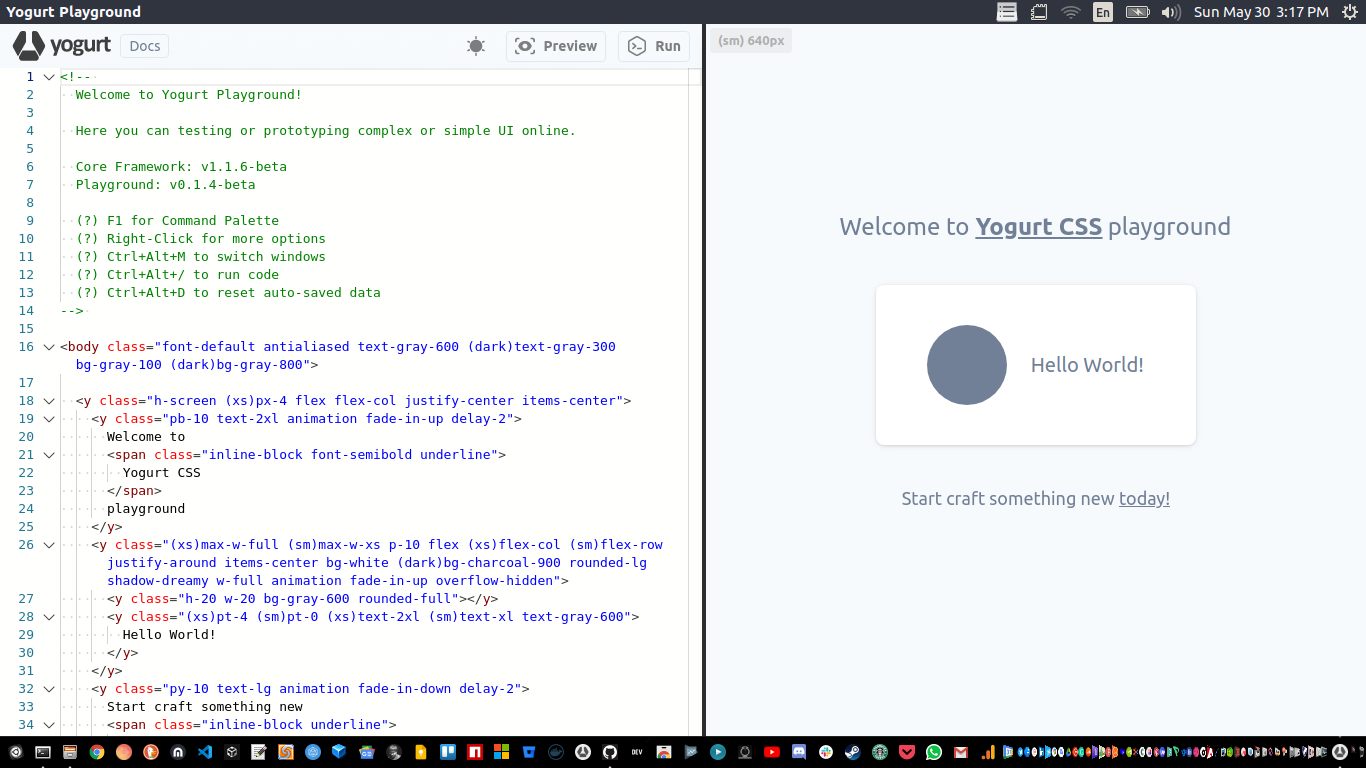 Yogurt Playground
En
Sun May 30 3:17 PM
yogurt
Docs
Preview
Run
1 <!--
2 Welcome to Yogurt Playground!
3
4 Here you can testing or prototyping complex or simple UI online.
5
6 Core Framework: v1.1.6-beta
7 Playground: v0.1.4-beta
8
9 (?) F1 for Command Palette
10 (?) Right-Click for more options
11 (?) Ctrl+Alt+M to switch windows
12 (?) Ctrl+Alt+/ to run code
13 (?) Ctrl+Alt+D to reset auto-saved data
14 -->
15
16 <body class="font-default antialiased text-gray-600 (dark)text-gray-300
bg-gray-100 (dark)bg-gray-800">
17
18 <y class="h-screen (xs)px-4 flex flex-col justify-center items-center">
19 <y class="pb-10 text-2xl animation fade-in-up delay-2">
20 Welcome to
21 <span class="inline-block font-semibold underline">
22 Yogurt CSS
23 </span>
24 playground
25 </y>
26 <y class="(xs)max-w-full (sm)max-w-xs p-10 flex (xs)flex-col (sm)flex-row
justify-around items-center bg-white (dark)bg-charcoal-900 rounded-lg
shadow-dreamy w-full animation fade-in-up overflow-hidden">
27 <y class="h-20 w-20 bg-gray-600 rounded-full"></y>
28 <y class="(xs)pt-4 (sm)pt-0 (xs)text-2xl (sm)text-xl text-gray-600">
29 Hello World!
30 </y>
31 </y>
32 <y class="py-10 text-lg animation fade-in-down delay-2">
33 Start craft something new
34 <span class="inline-block underline">
(sm) 640px
Welcome to Yogurt CSS playground
Hello World!
Start craft something new today!
DEV